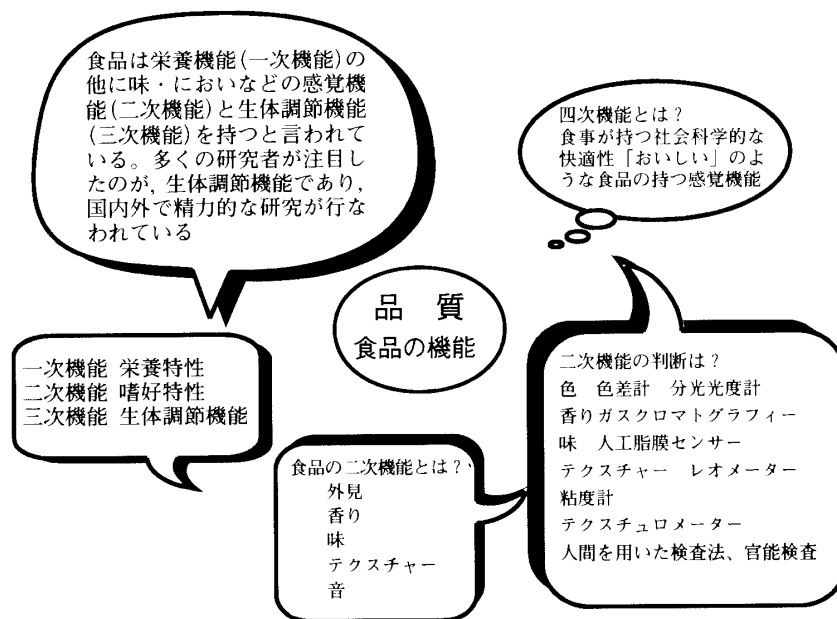 食品は栄養機能(一次機能)の
他に味・においなどの感覚機
能(二次機能)と生体調節機能
(三次機能)を持つと言われて
いる。多くの研究者が注目し
たのが,生体調節機能であり,
国内外で精力的な研究が行な
われている
四次機能とは?
食事が持つ社会科学的な
快適性「おいしい」のよ
うな食品の持つ感覚機能
品 質
食品の機能
一次機能 栄養特性
二次機能 嗜好特性
三次機能 生体調節機能
食品の二次機能とは?
外見
香り
味
テクスチャー
音
二次機能の判断は?
色 色差計 分光光度計
香りガスクロマトグラフィー
味 人工脂膜センサー
テクスチャー レオメーター
粘度計
テクスチュロメーター
人間を用いた検査法、官能検査